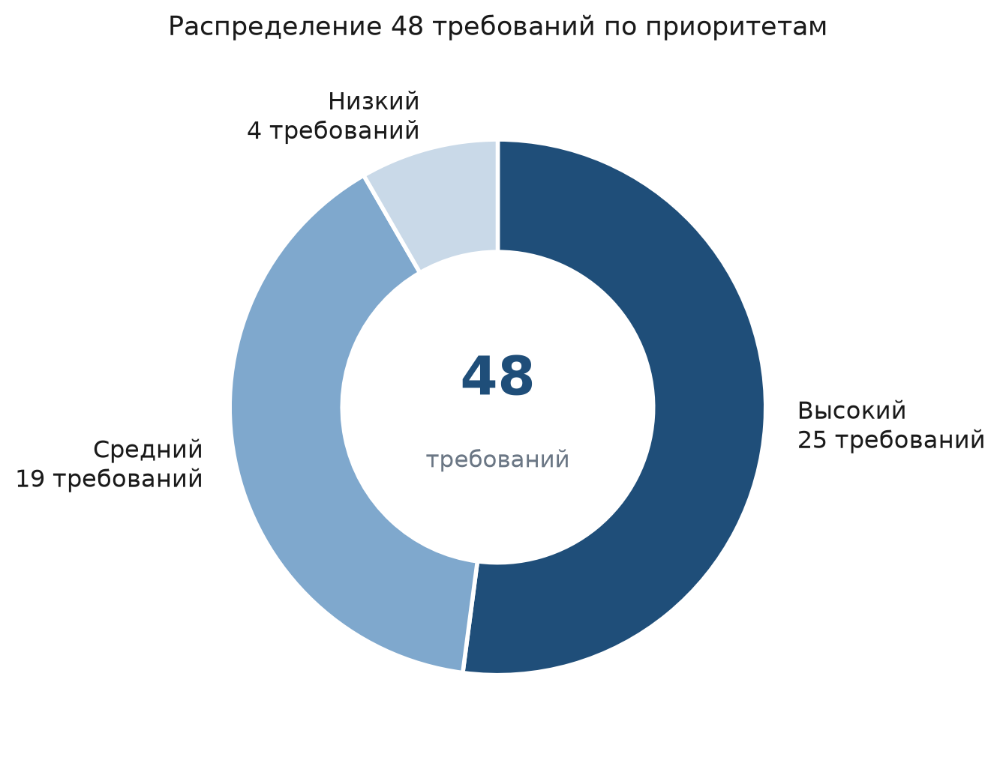 Распределение 48 требований по приоритетам
Низкий
4 требований
48
требований
Высокий
25 требований
Средний
19 требований